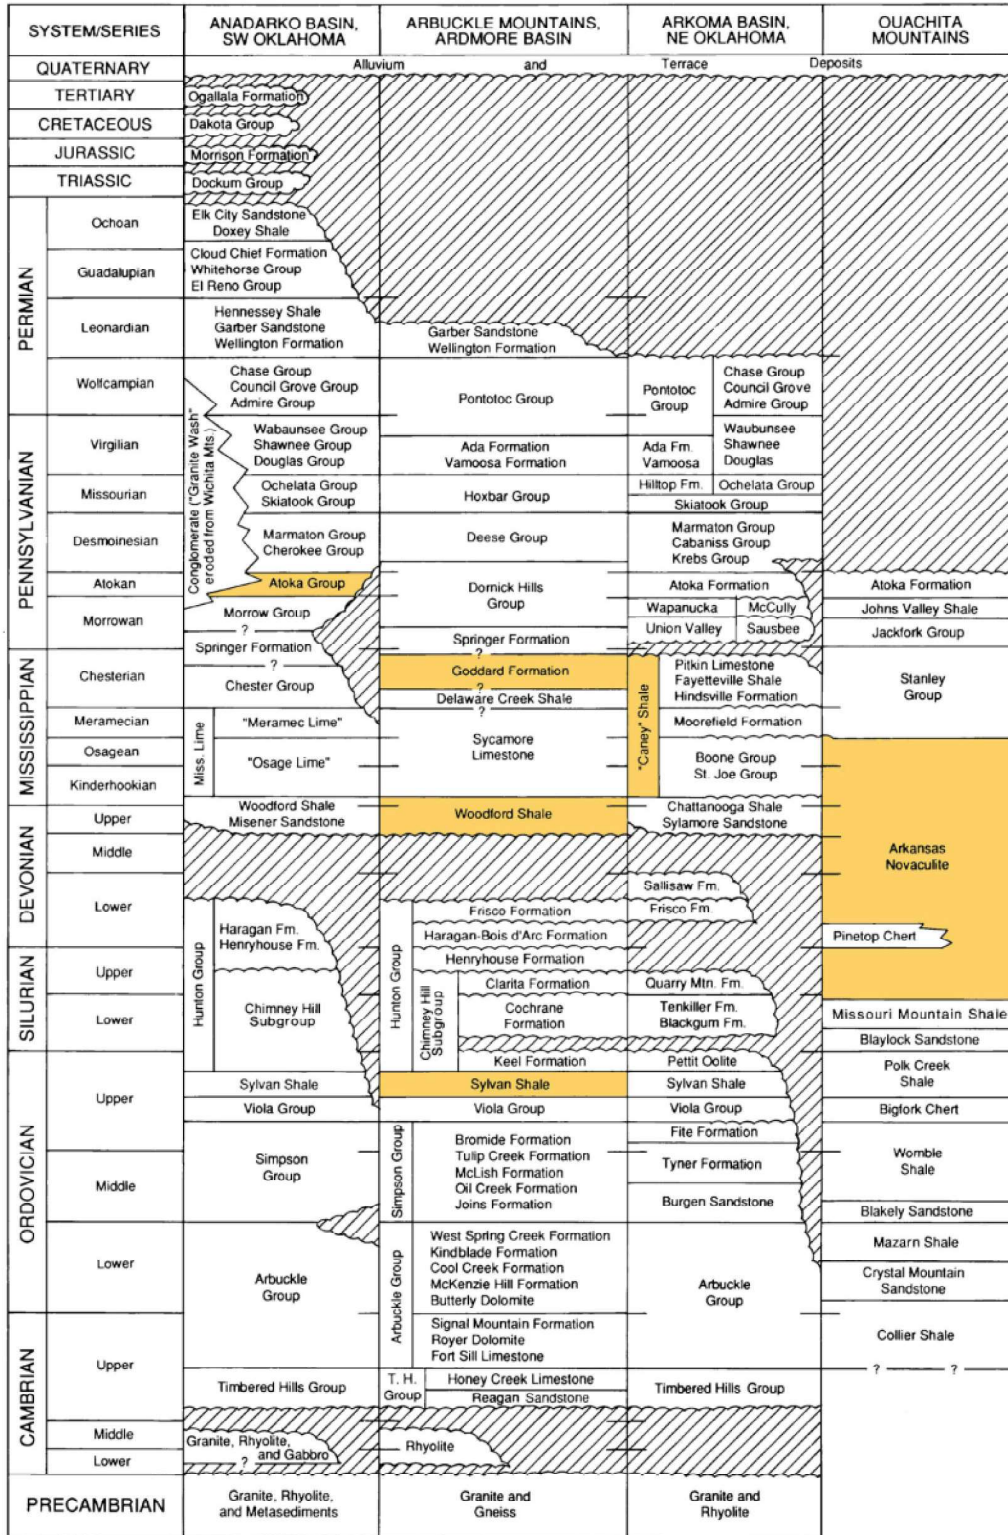 SYSTEM/SERIES
ANADARKO BASIN,
SW OKLAHOMA
ARBUCKLE MOUNTAINS,
ARDMORE BASIN
ARKOMA BASIN,
NE OKLAHOMA
OUACHITA
MOUNTAINS
QUATERNARY
Alluvium and Terrace Deposits
TERTIARY
Ogallala Formation
CRETACEOUS
Dakota Group
JURASSIC
Morrison Formation
TRIASSIC
Dockum Group
PERMIAN
Ochoan
Guadalupian
Leonardian
Wolfcampian
PENNSYLVANIAN
Virgilian
Missourian
Desmoinesian
Atokan
Morrowan
MISSISSIPPIAN
Chesterian
Meramecian
Osagean
Kinderhookian
DEVONIAN
Upper
Middle
Lower
SILURIAN
Upper
Lower
ORDOVICIAN
Upper
Middle
Lower
CAMBRIAN
Upper
Middle
Lower
PRECAMBRIAN
Elk City Sandstone
Doxey Shale
Cloud Chief Formation
Whitehorse Group
El Reno Group
Hennessey Shale
Garber Sandstone
Wellington Formation
Chase Group
Council Grove Group
Admire Group
Conglomerate ("Granite Wash"
eroded from Wichita Mts.)
Wabaunsee Group
Shawnee Group
Douglas Group
Ochelata Group
Skiatook Group
Marmaton Group
Cherokee Group
Atoka Group
Morrow Group
?
Springer Formation
?
Chester Group
Miss. Lime
"Meramec Lime"
"Osage Lime"
Woodford Shale
Misener Sandstone
Hunton Group
Haragan Fm.
Henryhouse Fm.
Chimney Hill
Subgroup
Sylvan Shale
Viola Group
Simpson
Group
Arbuckle
Group
Timbered Hills Group
Granite, Rhyolite,
and Gabbro
?
Granite, Rhyolite,
and Metasediments
Garber Sandstone
Wellington Formation
Pontotoc Group
Ada Formation
Vamoosa Formation
Hoxbar Group
Deese Group
Dornick Hills
Group
Springer Formation
?
Goddard Formation
?
Delaware Creek Shale
?
Sycamore
Limestone
Woodford Shale
Hunton Group
Frisco Formation
Haragan-Bois d'Arc Formation
Henryhouse Formation
Chimney Hill
Subgroup
Clarita Formation
Cochrane
Formation
Keel Formation
Sylvan Shale
Viola Group
Simpson Group
Bromide Formation
Tulip Creek Formation
McLish Formation
Oil Creek Formation
Joins Formation
Arbuckle Group
West Spring Creek Formation
Kindblade Formation
Cool Creek Formation
McKenzie Hill Formation
Butterly Dolomite
Signal Mountain Formation
Royer Dolomite
Fort Sill Limestone
T. H.
Group
Honey Creek Limestone
Reagan Sandstone
Rhyolite
Granite and
Gneiss
Pontotoc
Group
Chase Group
Council Grove
Admire Group
Ada Fm.
Vamoosa
Waubunsee
Shawnee
Douglas
Hilltop Fm.
Ochelata Group
Skiatook Group
Marmaton Group
Cabaniss Group
Krebs Group
Atoka Formation
Wapanucka
McCully
Union Valley
Sausbee
"Caney" Shale
Pitkin Limestone
Fayetteville Shale
Hindsville Formation
Moorefield Formation
Boone Group
St. Joe Group
Chattanooga Shale
Sylamore Sandstone
Sallisaw Fm.
Frisco Fm.
Quarry Mtn. Fm.
Tenkiller Fm.
Blackgum Fm.
Pettit Oolite
Sylvan Shale
Viola Group
Fite Formation
Tyner Formation
Burgen Sandstone
Arbuckle
Group
Timbered Hills Group
Granite and
Rhyolite
Atoka Formation
Johns Valley Shale
Jackfork Group
Stanley
Group
Arkansas
Novaculite
Pinetop Chert
Missouri Mountain Shale
Blaylock Sandstone
Polk Creek
Shale
Bigfork Chert
Womble
Shale
Blakely Sandstone
Mazarn Shale
Crystal Mountain
Sandstone
Collier Shale
? ?